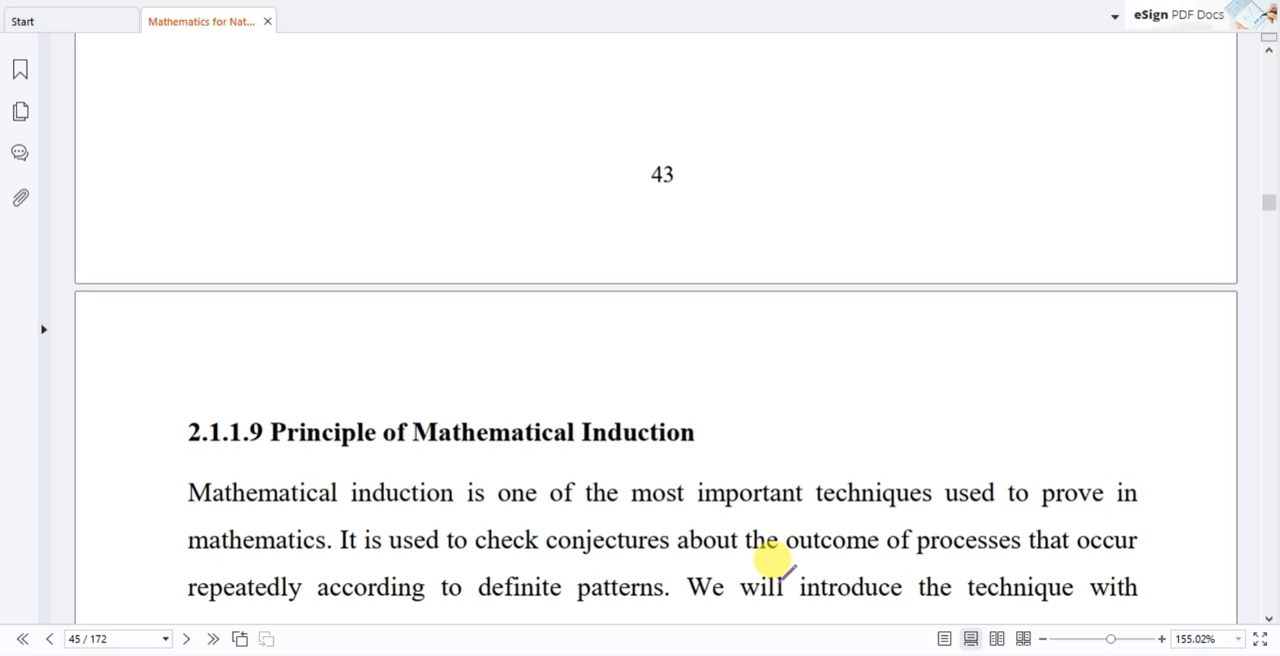 Start
Mathematics for Nat...
eSign PDF Docs
43
2.1.1.9 Principle of Mathematical Induction
Mathematical induction is one of the most important techniques used to prove in
mathematics. It is used to check conjectures about the outcome of processes that occur
repeatedly according to definite patterns. We will introduce the technique with
45 / 172
155.02%